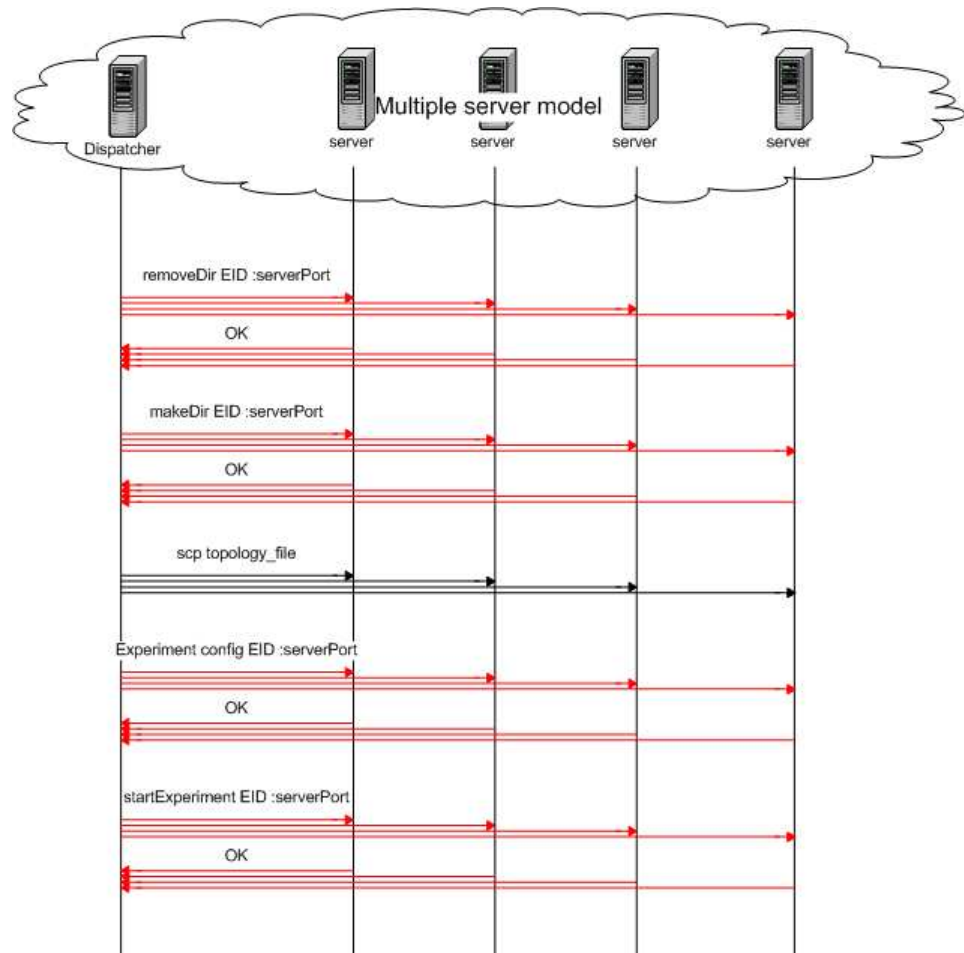 Multiple server model
Dispatcher
server
server
server
server
removeDir EID :serverPort
OK
makeDir EID :serverPort
OK
scp topology_file
Experiment config EID :serverPort
OK
startExperiment EID :serverPort
OK